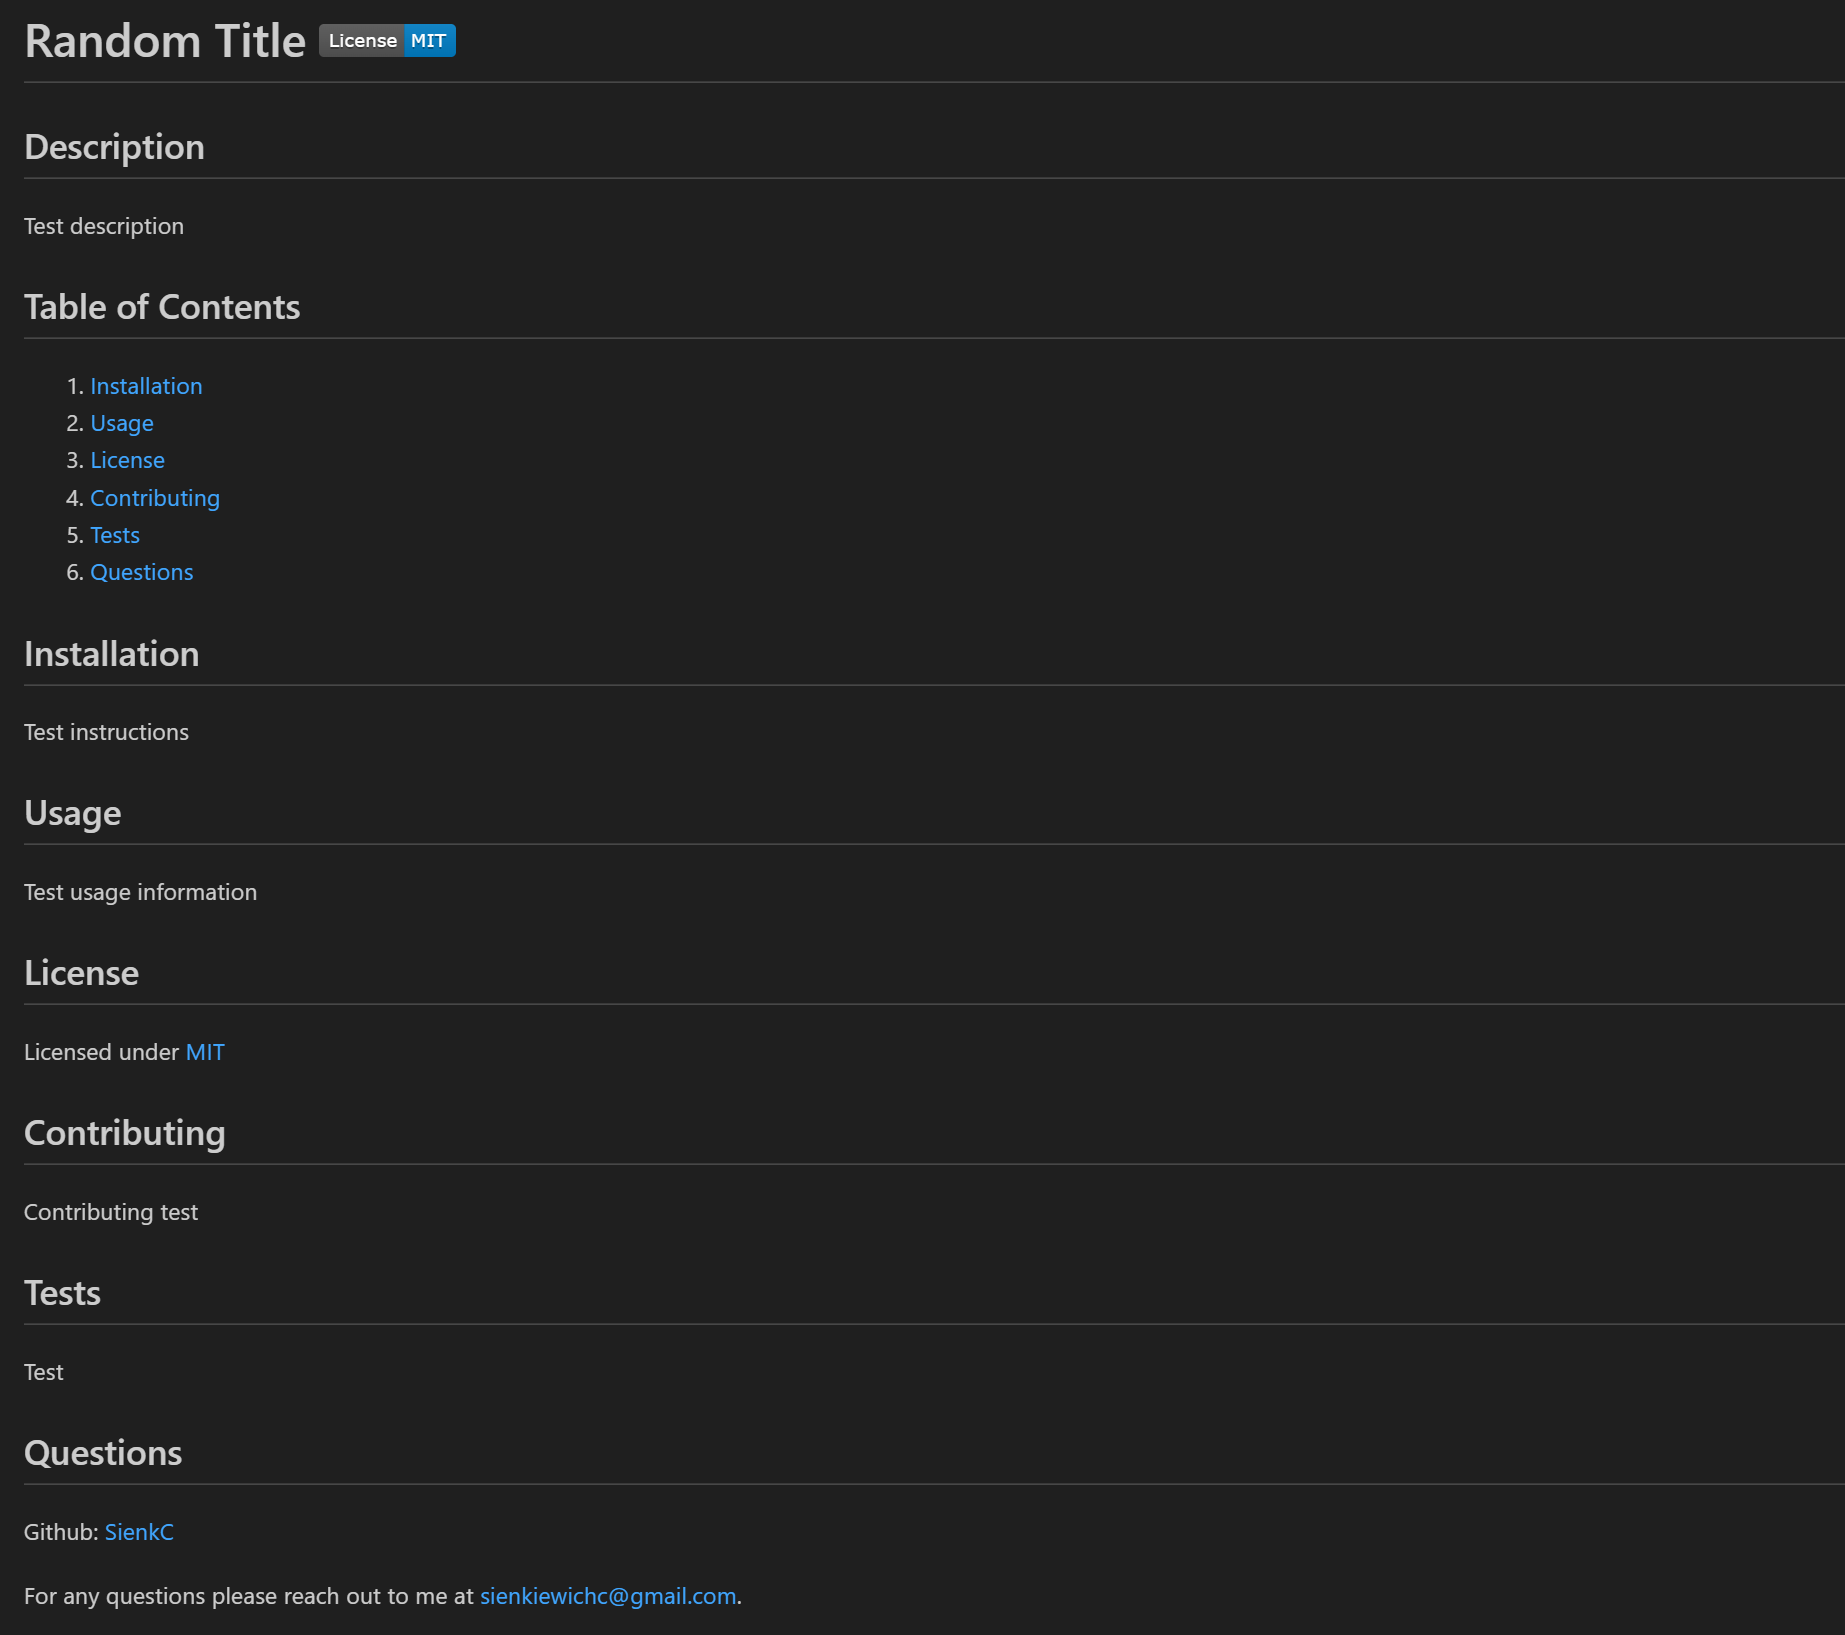 Random Title License MIT
Description
Test description
Table of Contents
1. Installation
2. Usage
3. License
4. Contributing
5. Tests
6. Questions
Installation
Test instructions
Usage
Test usage information
License
Licensed under MIT
Contributing
Contributing test
Tests
Test
Questions
Github: SienkC
For any questions please reach out to me at sienkiewichc@gmail.com.